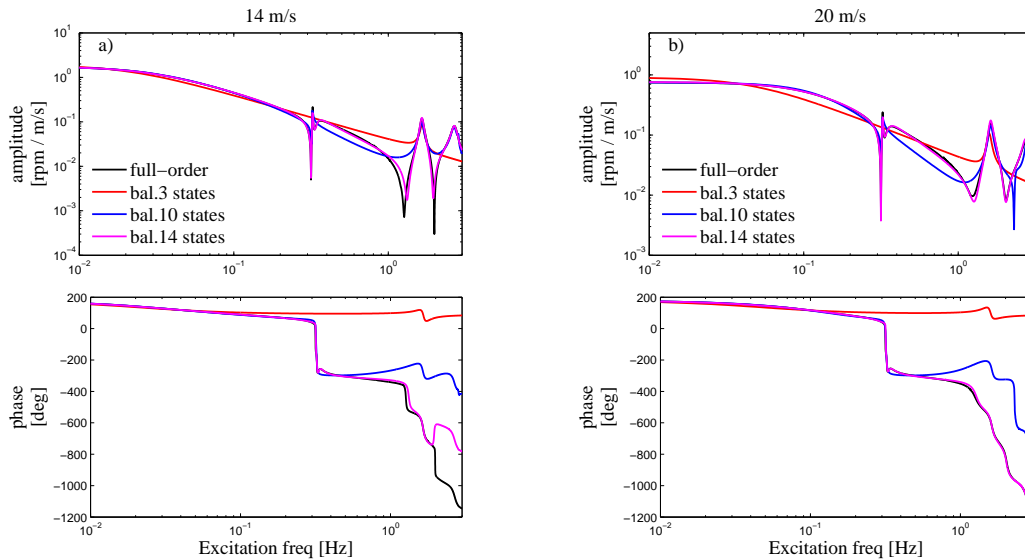 14 m/s
20 m/s
a)
b)
10^1
10^0
10^-1
10^-2
10^-3
10^-4
amplitude
[rpm / m/s]
full−order
bal.3 states
bal.10 states
bal.14 states
10^-2
10^-1
10^0
10^0
10^-1
10^-2
10^-3
amplitude
[rpm / m/s]
full−order
bal.3 states
bal.10 states
bal.14 states
10^-2
10^-1
10^0
200
0
−200
−400
−600
−800
−1000
−1200
phase
[deg]
10^-2
10^-1
10^0
Excitation freq [Hz]
200
0
−200
−400
−600
−800
−1000
−1200
phase
[deg]
10^-2
10^-1
10^0
Excitation freq [Hz]